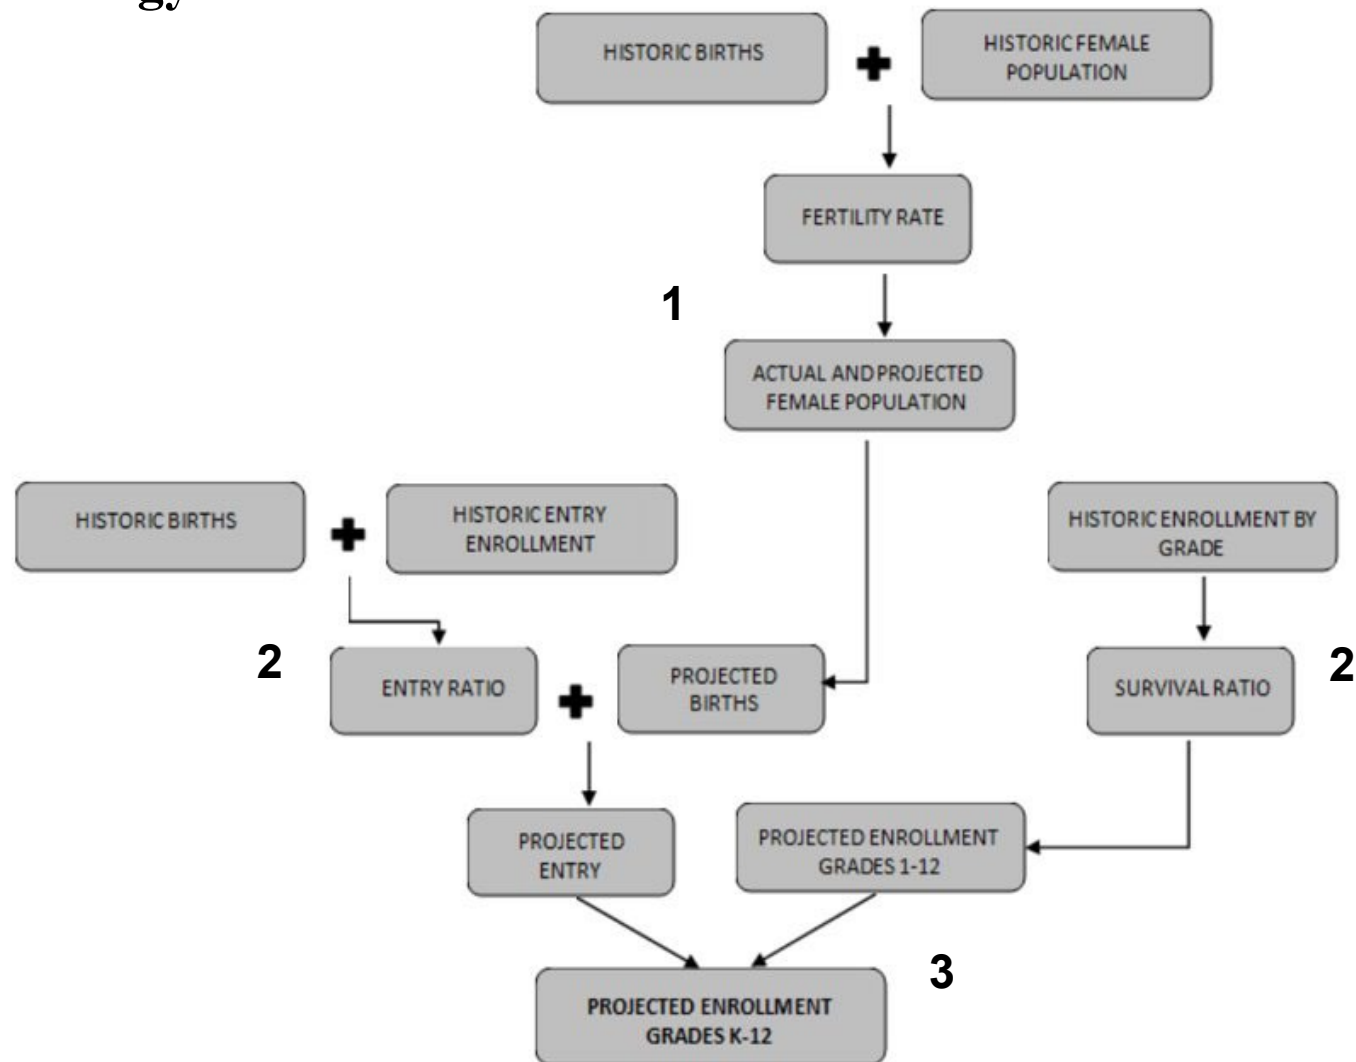 gy
HISTORIC BIRTHS
HISTORIC FEMALE
POPULATION
FERTILITY RATE
1
ACTUAL AND PROJECTED
FEMALE POPULATION
HISTORIC BIRTHS
HISTORIC ENTRY
ENROLLMENT
HISTORIC ENROLLMENT BY
GRADE
2
ENTRY RATIO
PROJECTED
BIRTHS
SURVIVAL RATIO
2
PROJECTED
ENTRY
PROJECTED ENROLLMENT
GRADES 1-12
3
PROJECTED ENROLLMENT
GRADES K-12